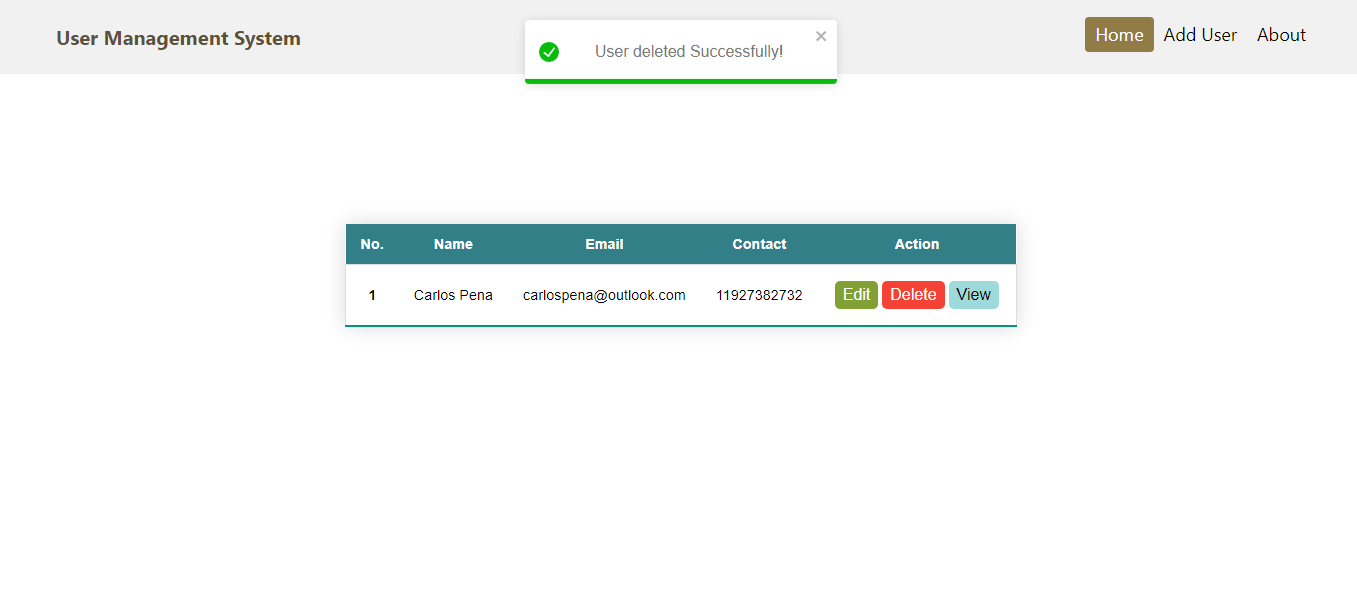 User Management System
User deleted Successfully!
Home Add User About
No. Name Email Contact Action
1 Carlos Pena carlospena@outlook.com 11927382732 Edit Delete View